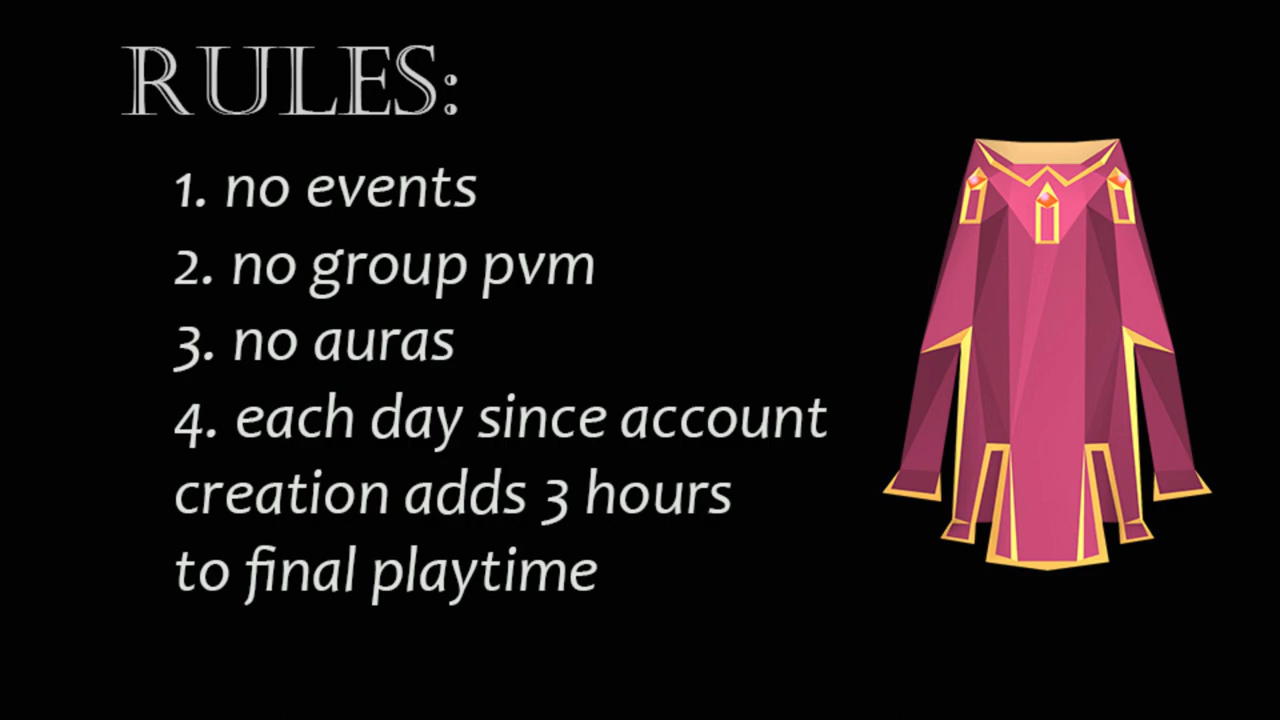 RULES:
1. no events
2. no group pvm
3. no auras
4. each day since account
creation adds 3 hours
to final playtime